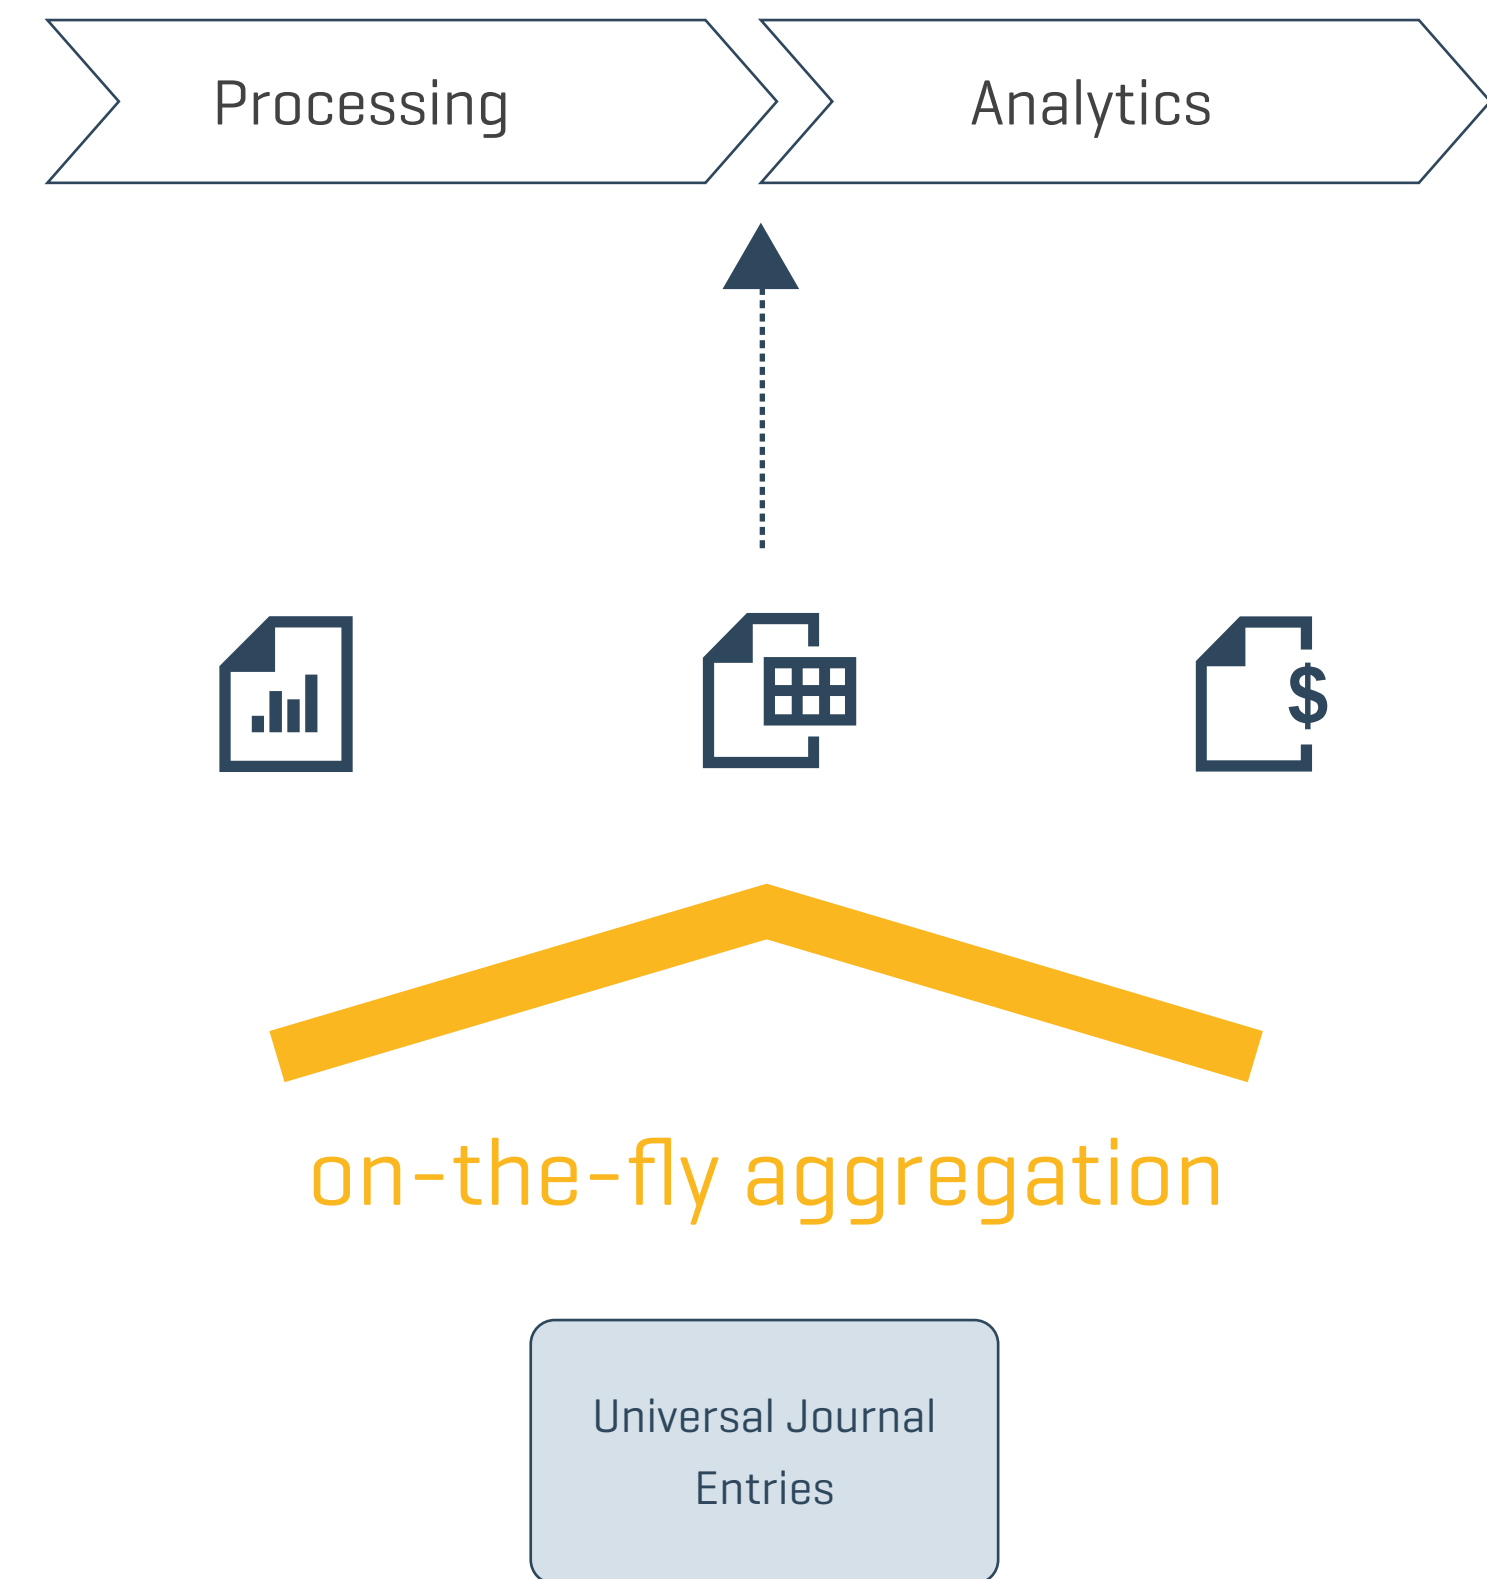 Processing
Analytics
$
on-the-fly aggregation
Universal Journal
Entries